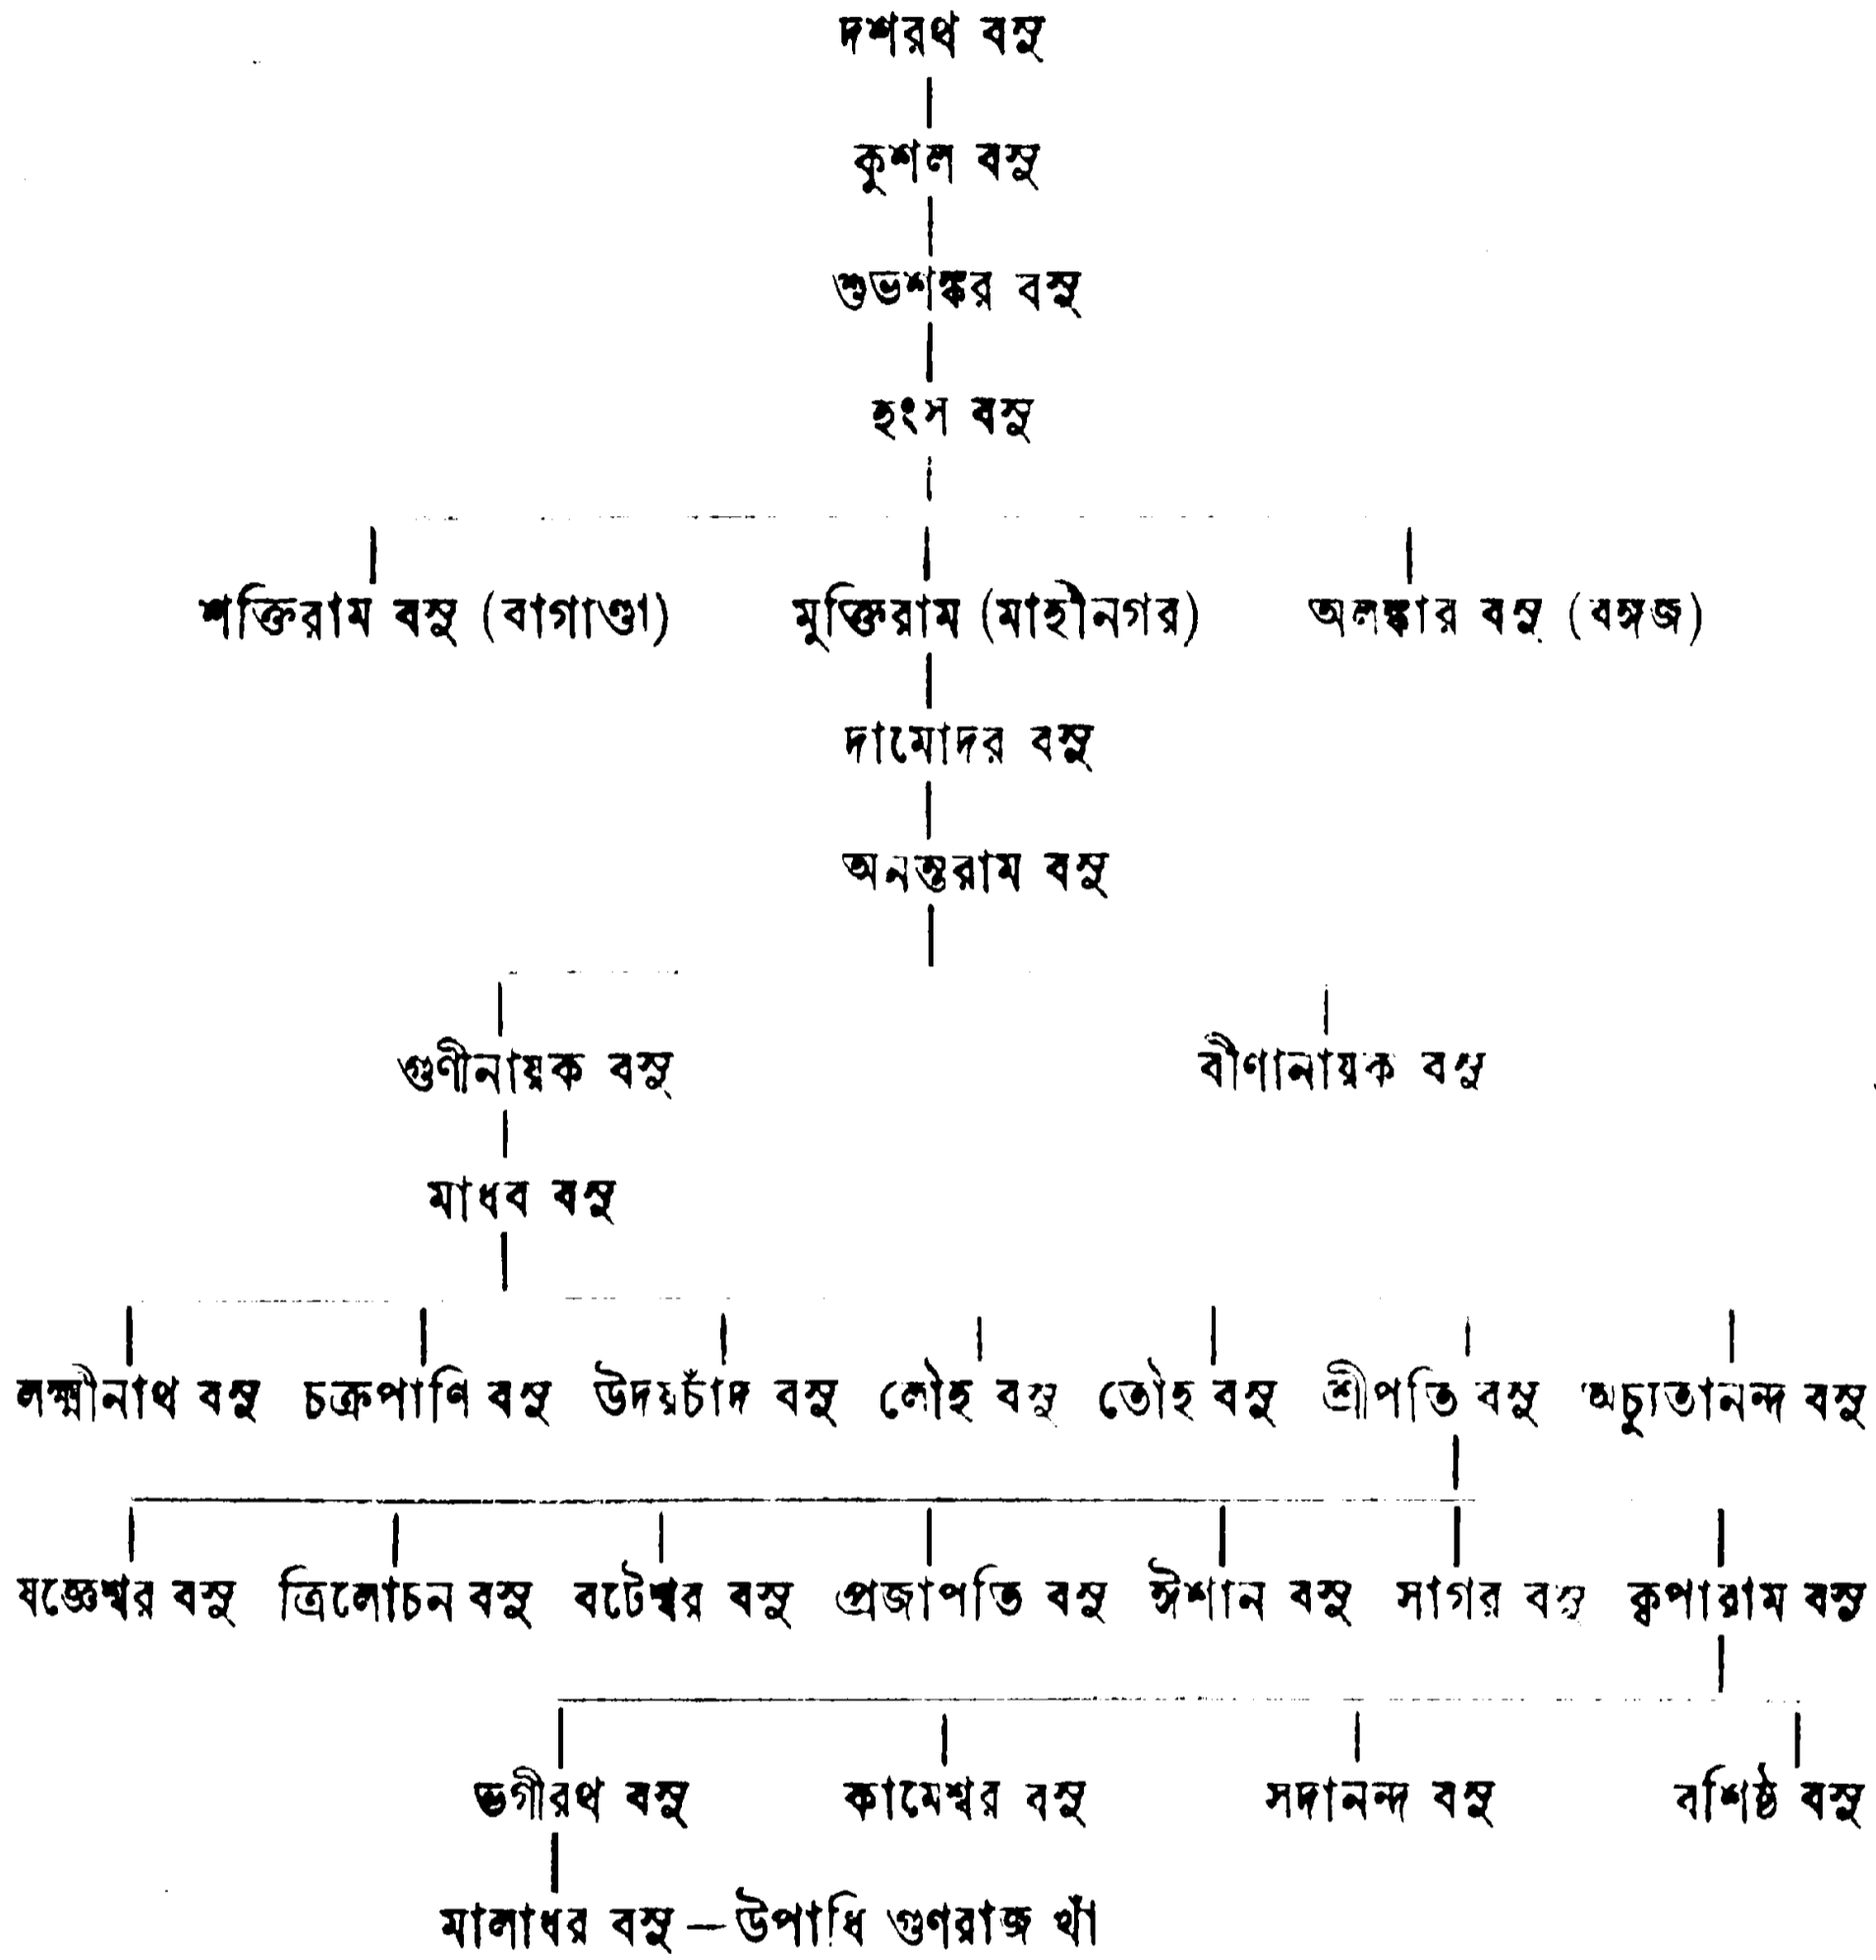 দশরথ বসু
কুশল বসু
শুভশঙ্কর বসু
হংস বসু
শক্তিরাম বসু (বাগাণ্ডা) মুক্তিরাম (মাহীনগর) অলঙ্কার বসু (বঙ্গজ)
দামোদর বসু
অনন্তরাম বসু
গুণীনায়ক বসু বীণানায়ক বসু
মাধব বসু
লক্ষ্মীনাথ বসু চক্রপাণি বসু উদয়চাঁদ বসু লৌহ বসু তৌহ বসু শ্রীপতি বসু অচ্যুতানন্দ বসু
যজ্ঞেশ্বর বসু ত্রিলোচন বসু বটেশ্বর বসু প্রজাপতি বসু ঈশান বসু সাগর বসু কৃপারাম বসু
ভগীরথ বসু কামেশ্বর বসু সদানন্দ বসু বশিষ্ঠ বসু
মালাধর বসু—উপাধি গুণরাজ খাঁ